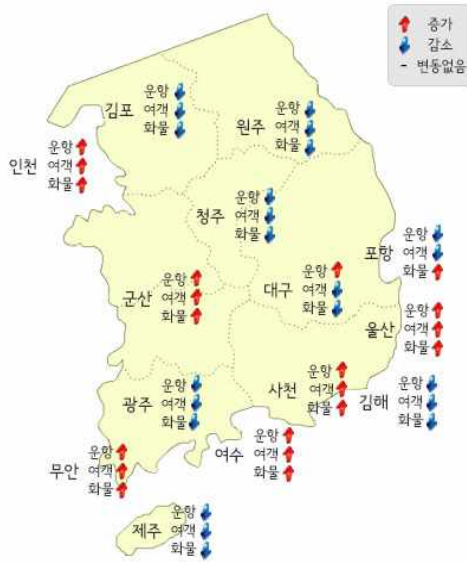 증가
감소
- 변동없음
김포
운항
여객
화물
원주
운항
여객
화물
인천
운항
여객
화물
청주
운항
여객
화물
포항
운항
여객
화물
군산
운항
여객
화물
대구
운항
여객
화물
울산
운항
여객
화물
광주
운항
여객
화물
사천
운항
여객
화물
김해
운항
여객
화물
무안
운항
여객
화물
여수
운항
여객
화물
제주
운항
여객
화물